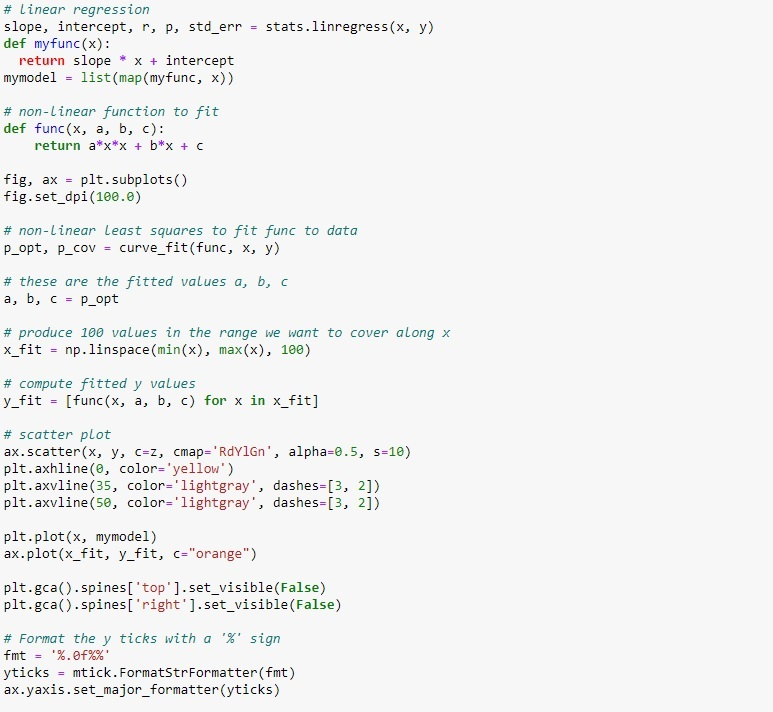 # linear regression
slope, intercept, r, p, std_err = stats.linregress(x, y)
def myfunc(x):
  return slope * x + intercept
mymodel = list(map(myfunc, x))

# non-linear function to fit
def func(x, a, b, c):
    return a*x*x + b*x + c

fig, ax = plt.subplots()
fig.set_dpi(100.0)

# non-linear least squares to fit func to data
p_opt, p_cov = curve_fit(func, x, y)

# these are the fitted values a, b, c
a, b, c = p_opt

# produce 100 values in the range we want to cover along x
x_fit = np.linspace(min(x), max(x), 100)

# compute fitted y values
y_fit = [func(x, a, b, c) for x in x_fit]

# scatter plot
ax.scatter(x, y, c=z, cmap='RdYlGn', alpha=0.5, s=10)
plt.axhline(0, color='yellow')
plt.axvline(35, color='lightgray', dashes=[3, 2])
plt.axvline(50, color='lightgray', dashes=[3, 2])

plt.plot(x, mymodel)
ax.plot(x_fit, y_fit, c="orange")

plt.gca().spines['top'].set_visible(False)
plt.gca().spines['right'].set_visible(False)

# Format the y ticks with a '%' sign
fmt = '%.0f%%'
yticks = mtick.FormatStrFormatter(fmt)
ax.yaxis.set_major_formatter(yticks)